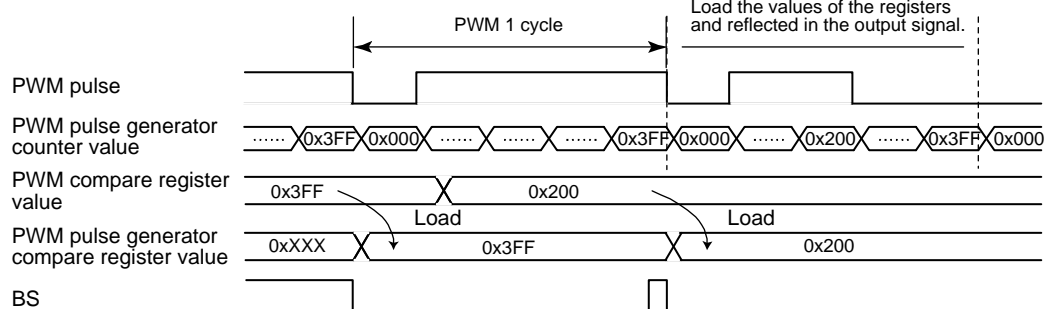 Load the values of the registers
and reflected in the output signal.
PWM 1 cycle
PWM pulse
PWM pulse generator
counter value
...... 0x3FF 0x000 ...... ...... ...... 0x3FF 0x000 ...... 0x200 ...... 0x3FF 0x000
PWM compare register
value
0x3FF 0x200
Load Load
PWM pulse generator
compare register value
0xXXX 0x3FF 0x200
BS